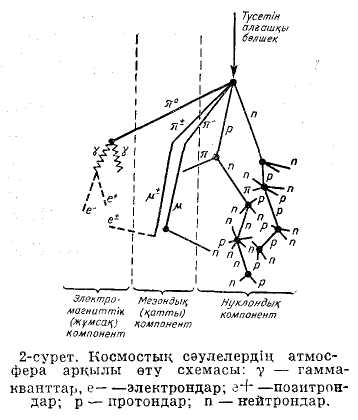 Түсетін
алғашқы
бөлшек
π⁰
π±
π⁻
n
p
γ
γ
π
n
n
p
n
p
n
n
e⁻
e⁺
e±
μ±
μ
n
n
p
n
p
n
p
n
n
p
n
p
n
p
n
Электро-
магниттік
(жұмсақ)
компонент
Мезондық
(қатты)
компонент
Нуклондық
компонент
2-сурет. Космостық сәулелердің атмос-
фера арқылы өту схемасы: γ — гамма-
кванттар, e— —электрондар; e+ — позитрон-
дар; p — протондар; n — нейтрондар.